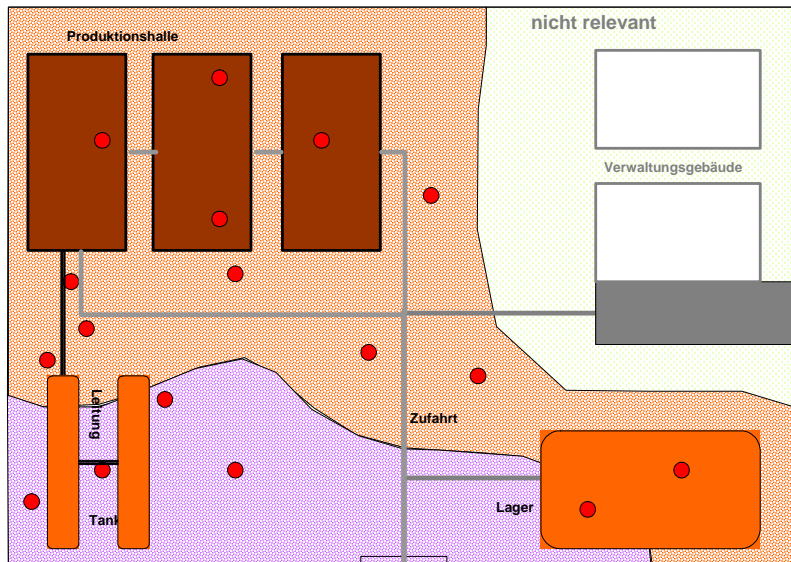 nicht relevant
Produktionshalle
Verwaltungsgebäude
Leitung
Zufahrt
Lager
Tank